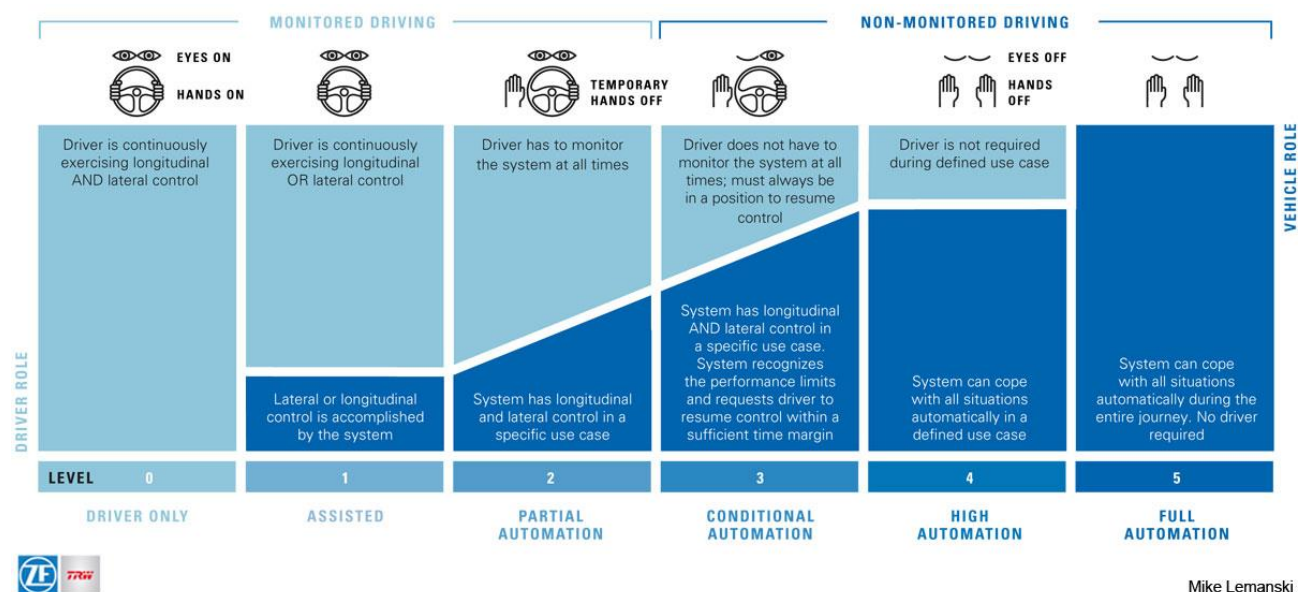 MONITORED DRIVING
NON-MONITORED DRIVING
EYES ON
HANDS ON
TEMPORARY
HANDS OFF
EYES OFF
HANDS
OFF
Driver is continuously
exercising longitudinal
AND lateral control
Driver is continuously
exercising longitudinal
OR lateral control
Driver has to monitor
the system at all times
Driver does not have to
monitor the system at all
times; must always be
in a position to resume
control
Driver is not required
during defined use case
VEHICLE ROLE
DRIVER ROLE
Lateral or longitudinal
control is accomplished
by the system
System has longitudinal
and lateral control in a
specific use case
System has longitudinal
AND lateral control in
a specific use case.
System recognizes
the performance limits
and requests driver to
resume control within a
sufficient time margin
System can cope
with all situations
automatically in a
defined use case
System can cope
with all situations
automatically during the
entire journey. No driver
required
LEVEL 0 1 2 3 4 5
DRIVER ONLY
ASSISTED
PARTIAL
AUTOMATION
CONDITIONAL
AUTOMATION
HIGH
AUTOMATION
FULL
AUTOMATION
ZF TRW
Mike Lemanski